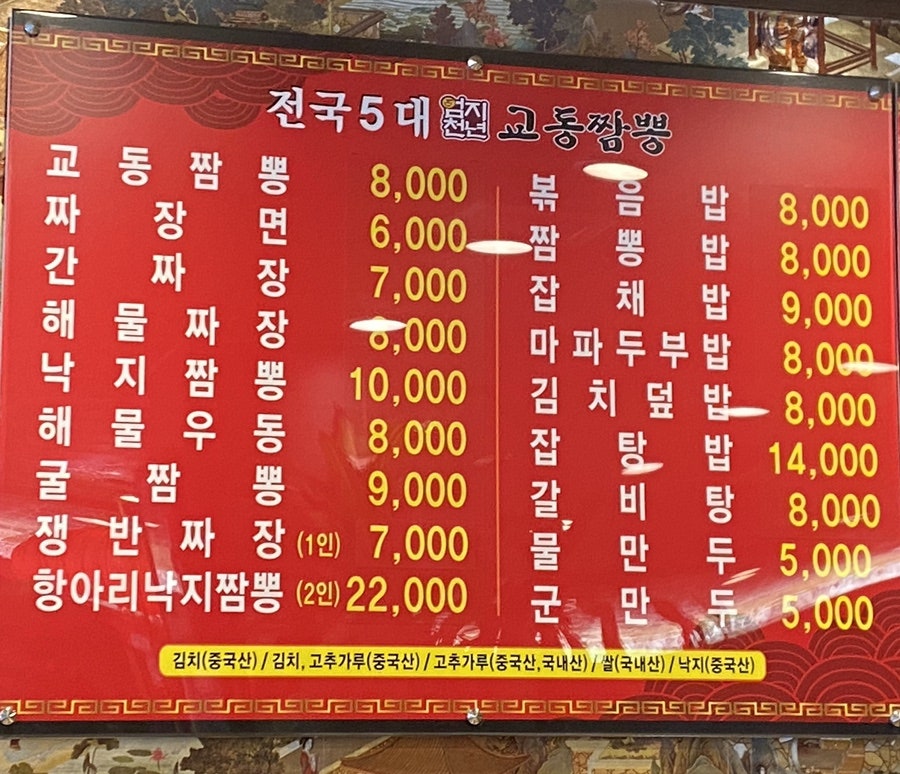 전국 5대 엄지천년 교동짬뽕
교동짬뽕 8,000
짜장면 6,000
간짜장 7,000
해물짜장 8,000
낙지짬뽕 10,000
해물우동 8,000
굴짬뽕 9,000
쟁반짜장 (1인) 7,000
항아리낙지짬뽕 (2인) 22,000
볶음밥 8,000
짬뽕밥 8,000
잡채밥 9,000
마파두부밥 8,000
김치덮밥 8,000
잡탕밥 14,000
갈비탕 8,000
물만두 5,000
군만두 5,000
김치(중국산) / 김치, 고추가루(중국산) / 고추가루(중국산,국내산) / 쌀(국내산) / 낙지(중국산)